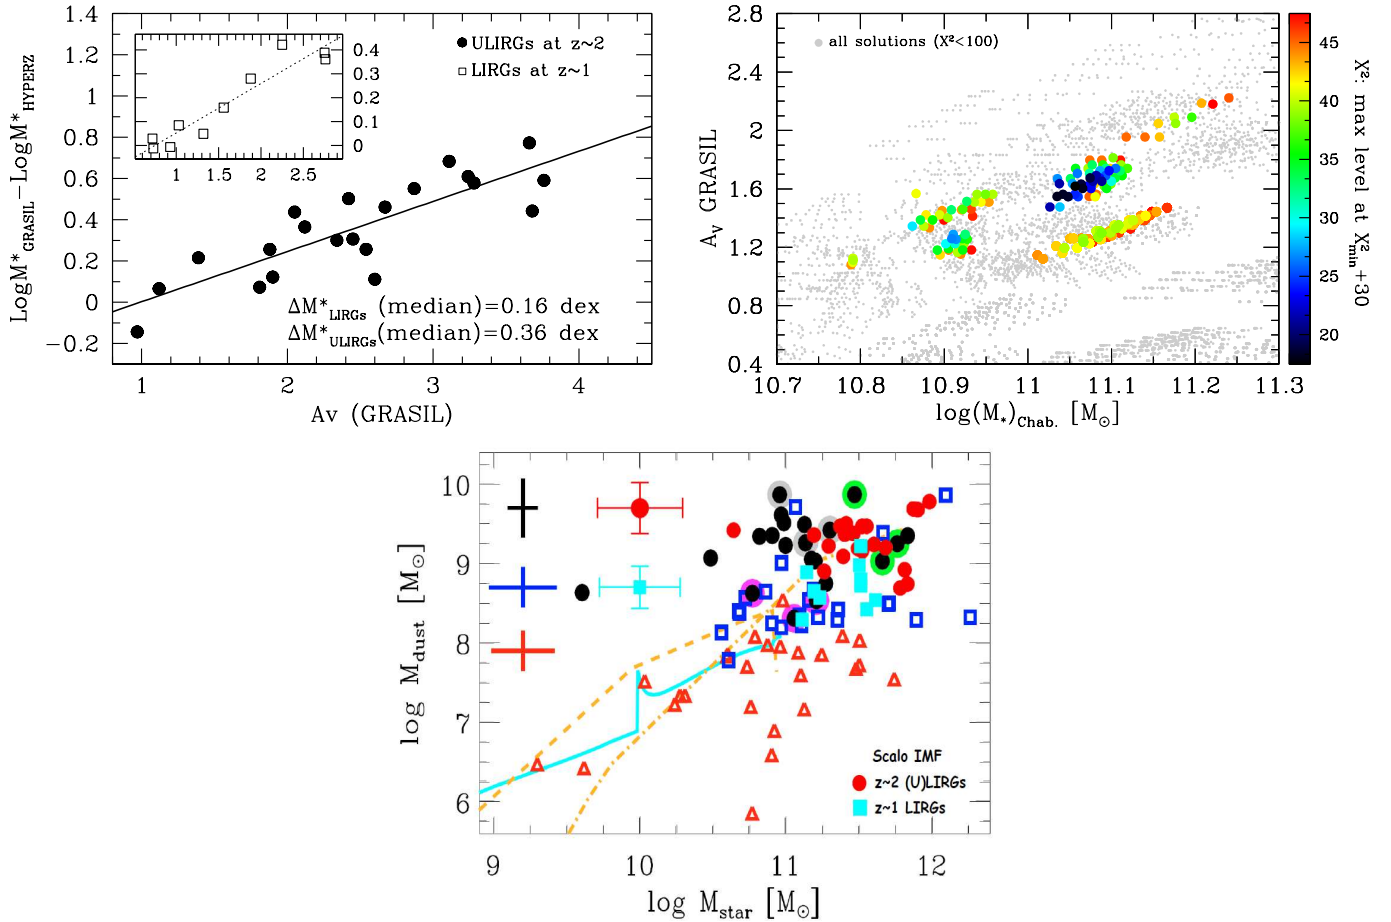 1.4
1.2
1
0.8
0.6
0.4
0.2
0
−0.2
LogM*GRASIL−LogM*HYPERZ
0.4
0.3
0.2
0.1
0
1 1.5 2 2.5
ULIRGs at z~2
LIRGs at z~1
ΔM*LIRGs (median)=0.16 dex
ΔM*ULIRGs(median)=0.36 dex
1 2 3 4
Av (GRASIL)
2.8
2.4
2
1.6
1.2
0.8
0.4
Av GRASIL
all solutions (X²<100)
10.7 10.8 10.9 11 11.1 11.2 11.3
log(M*)Chab. [M⊙]
45
40
35
30
25
20
X²: max level at X²min+30
10
9
8
7
6
log Mdust [M⊙]
Scalo IMF
z~2 (U)LIRGs
z~1 LIRGs
9 10 11 12
log Mstar [M⊙]